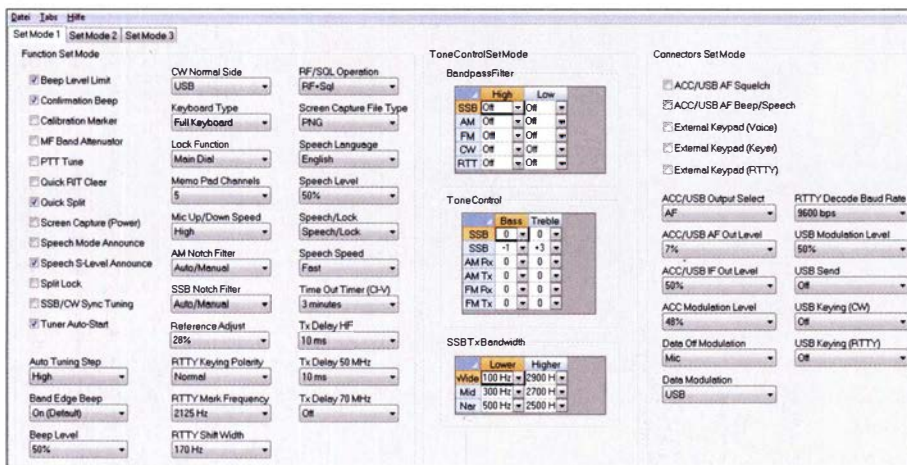 Datei Tabs Hilfe
Set Mode 1 Set Mode 2 Set Mode 3
Function Set Mode
Beep Level Limit
Confirmation Beep
Calibration Marker
MF Band Attenuator
PTT Tune
Quick RIT Clear
Quick Split
Screen Capture (Power)
Speech Mode Announce
Speech S-Level Announce
Split Lock
SSB/CW Sync Tuning
Tuner Auto-Start
Auto Tuning Step
High
Band Edge Beep
On (Default)
Beep Level
50%
CW Normal Side
USB
Keyboard Type
Full Keyboard
Lock Function
Main Dial
Memo Pad Channels
5
Mic Up/Down Speed
High
AM Notch Filter
Auto/Manual
SSB Notch Filter
Auto/Manual
Reference Adjust
28%
RTTY Keying Polarity
Normal
RTTY Mark Frequency
2125 Hz
RTTY Shift Width
170 Hz
RF/SQL Operation
RF+Sql
Screen Capture File Type
PNG
Speech Language
English
Speech Level
50%
Speech/Lock
Speech/Lock
Speech Speed
Fast
Time Out Timer (CI-V)
3 minutes
Tx Delay HF
10 ms
Tx Delay 50 MHz
10 ms
Tx Delay 70 MHz
Off
ToneControlSetMode
BandpassFilter
High Low
SSB Off Off
AM Off Off
FM Off Off
CW Off Off
RTT Off Off
ToneControl
Bass Treble
SSB 0 0
SSB -1 +3
AM Rx 0 0
AM Tx 0 0
FM Rx 0 0
FM Tx 0 0
SSBTxBandwidth
Lower Higher
Wide 100 Hz 2900 H
Mid 300 Hz 2700 H
Nar 500 Hz 2500 H
Connectors Set Mode
ACC/USB AF Squelch
ACC/USB AF Beep/Speech
External Keypad (Voice)
External Keypad (Keyer)
External Keypad (RTTY)
ACC/USB Output Select
AF
ACC/USB AF Out Level
7%
ACC/USB IF Out Level
50%
ACC Modulation Level
48%
Data Off Modulation
Mic
Data Modulation
USB
RTTY Decode Baud Rate
9600 bps
USB Modulation Level
50%
USB Send
Off
USB Keying (CW)
Off
USB Keying (RTTY)
Off